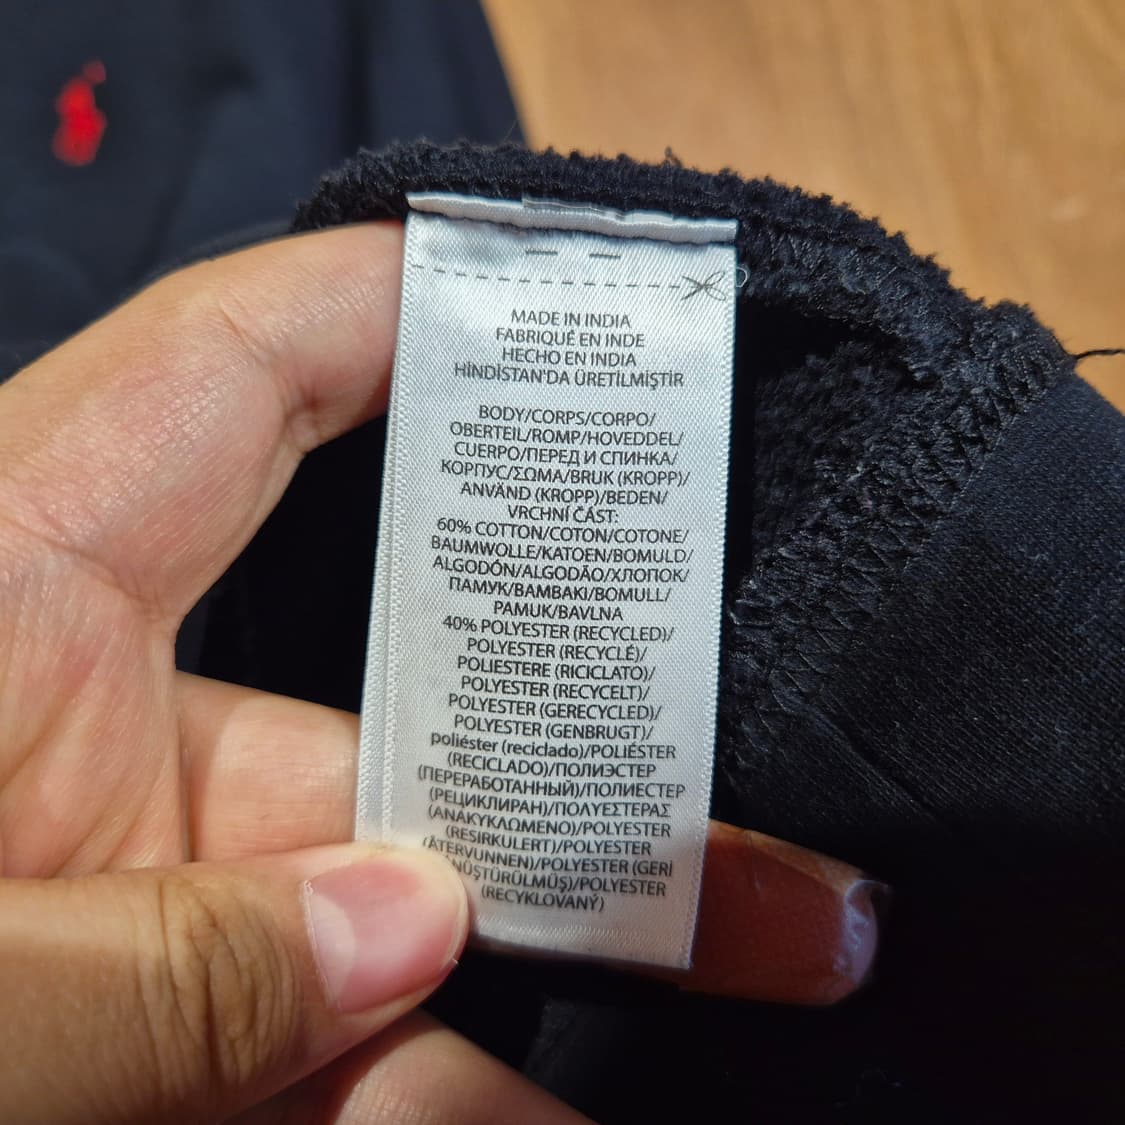 MADE IN INDIA
FABRIQUÉ EN INDE
HECHO EN INDIA
HİNDİSTAN'DA ÜRETİLMİŞTİR
BODY/CORPS/CORPO/
OBERTEIL/ROMP/HOVEDDEL/
CUERPO/ПЕРЕД И СПИНКА/
КОРПУС/ΣΩΜΑ/BRUK (KROPP)/
ANVÄND (KROPP)/BEDEN/
VRCHNÍ ČÁST:
60% COTTON/COTON/COTONE/
BAUMWOLLE/KATOEN/BOMULD/
ALGODÓN/ALGODÃO/ХЛОПОК/
ПАМУК/BAMBAKI/BOMULL/
PAMUK/BAVLNA
40% POLYESTER (RECYCLED)/
POLYESTER (RECYCLÉ)/
POLIESTERE (RICICLATO)/
POLYESTER (RECYCELT)/
POLYESTER (GERECYCLED)/
POLYESTER (GENBRUGT)/
poliéster (reciclado)/POLIÉSTER
(RECICLADO)/ПОЛИЭСТЕР
(ПЕРЕРАБОТАННЫЙ)/ПОЛИЕСТЕР
(РЕЦИКЛИРАН)/ΠΟΛΥΕΣΤΕΡΑΣ
(ΑΝΑΚΥΚΛΩΜΕΝΟ)/POLYESTER
(RESIRKULERT)/POLYESTER
(ÅTERVUNNEN)/POLYESTER (GERİ
NÜŞTÜRÜLMÜŞ)/POLYESTER
(RECYKLOVANÝ)